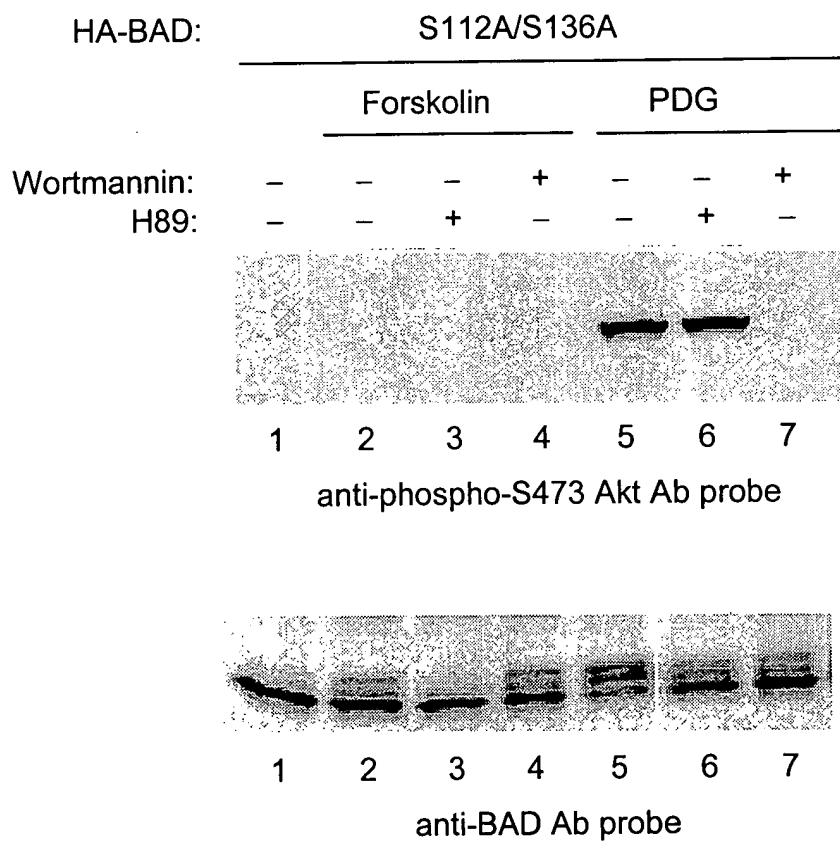 HA-BAD: S112A/S136A
Forskolin PDG
Wortmannin: – – – + – – +
H89: – – + – – + –
1 2 3 4 5 6 7
anti-phospho-S473 Akt Ab probe
1 2 3 4 5 6 7
anti-BAD Ab probe